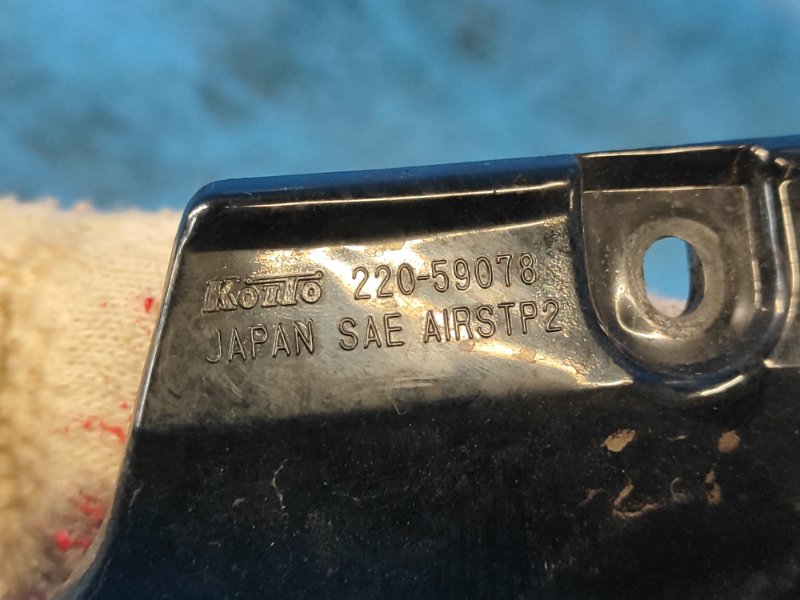 KOITO 220-59078
JAPAN SAE AIRSTP2